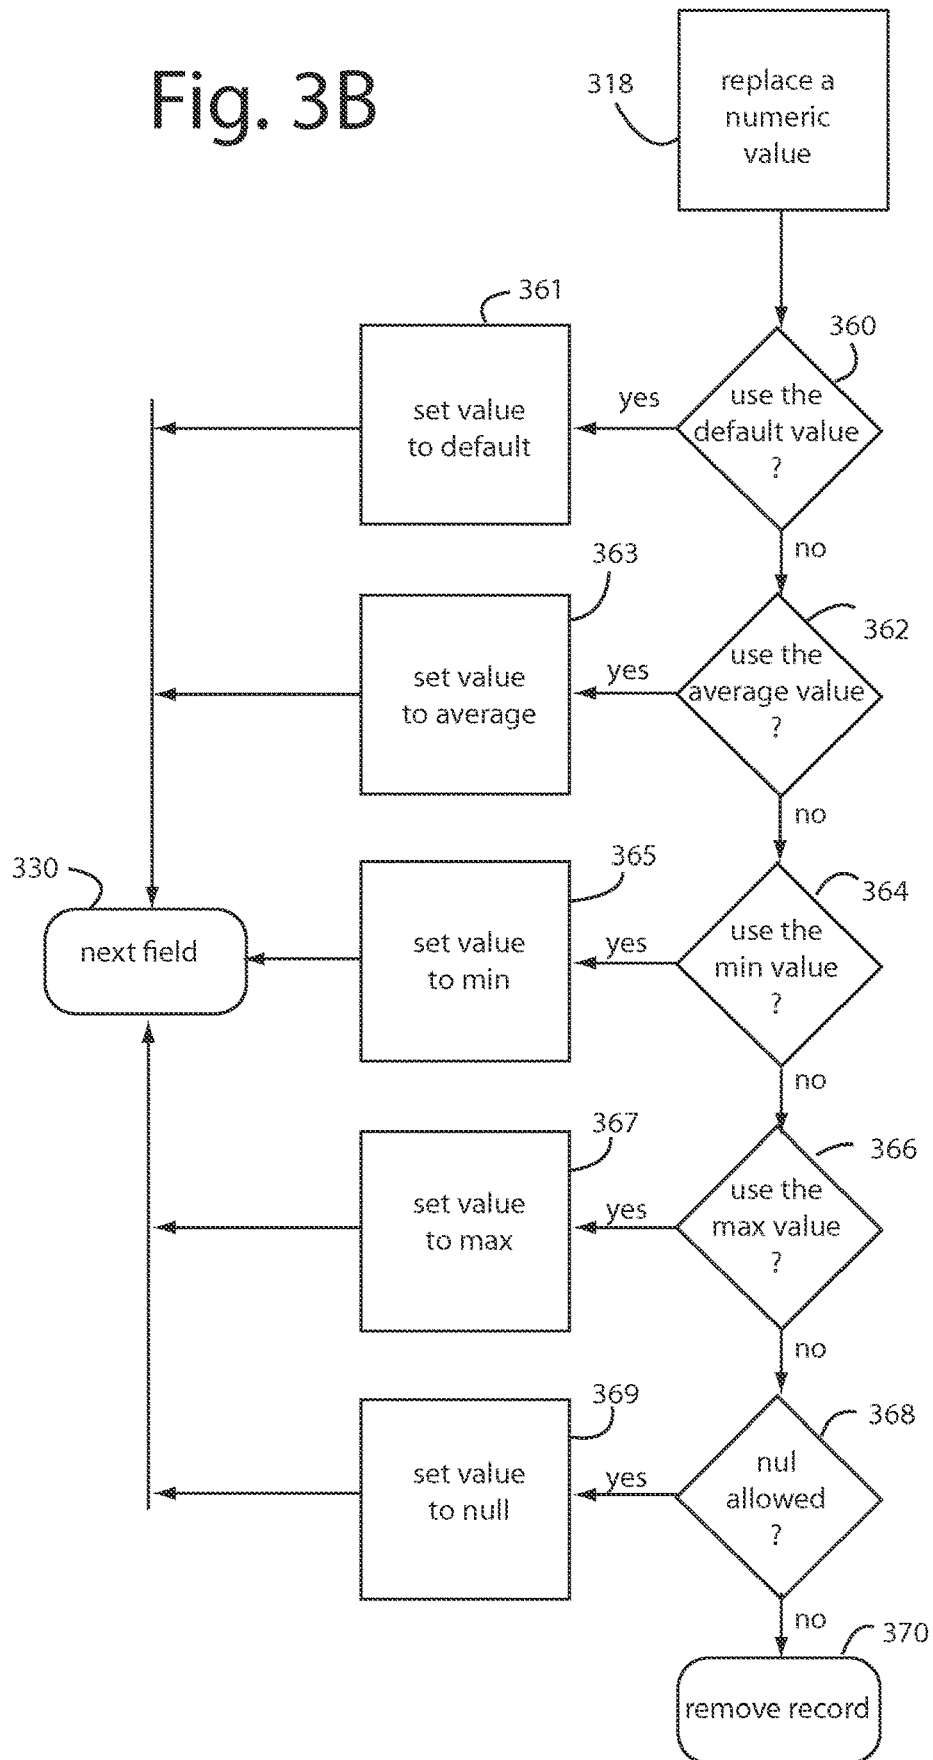 Fig. 3B
318
replace a
numeric
value
361
360
set value
to default
yes
use the
default value
?
no
363
362
set value
to average
yes
use the
average value
?
no
330
next field
365
364
set value
to min
yes
use the
min value
?
no
367
366
set value
to max
yes
use the
max value
?
no
369
368
set value
to null
yes
nul
allowed
?
no
370
remove record